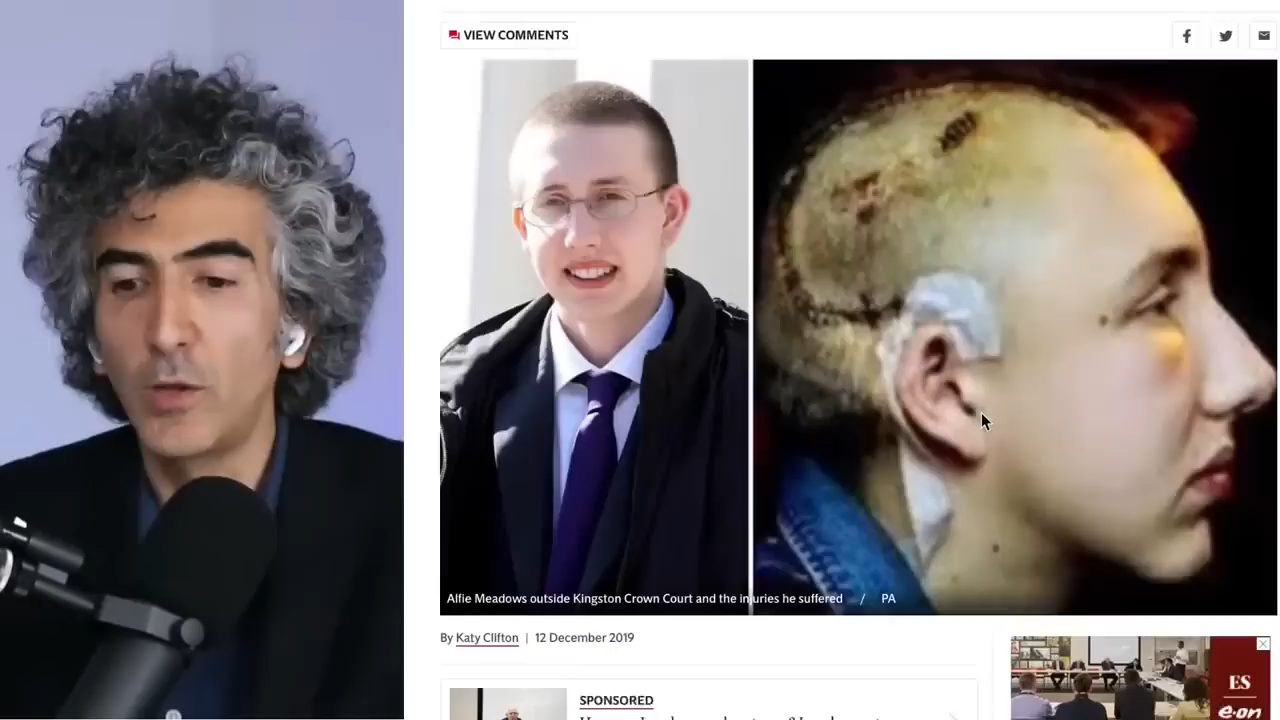 VIEW COMMENTS
Alfie Meadows outside Kingston Crown Court and the injuries he suffered / PA
By Katy Clifton | 12 December 2019
SPONSORED
ES
e·on